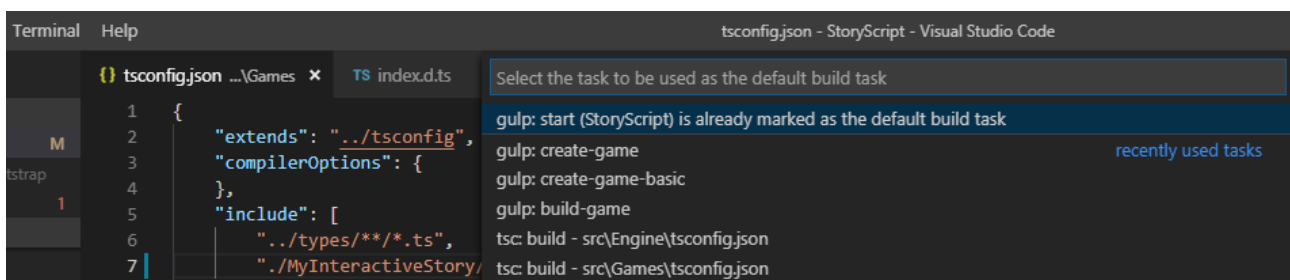 Terminal Help tsconfig.json - StoryScript - Visual Studio Code
{} tsconfig.json ...\Games × TS index.d.ts
Select the task to be used as the default build task
gulp: start (StoryScript) is already marked as the default build task
gulp: create-game recently used tasks
gulp: create-game-basic
gulp: build-game
tsc: build - src\Engine\tsconfig.json
tsc: build - src\Games\tsconfig.json
M
tstrap
1
1 {
2 "extends": "../tsconfig",
3 "compilerOptions": {
4 },
5 "include": [
6 "../types/**/*.ts",
7 "./MyInteractiveStory/